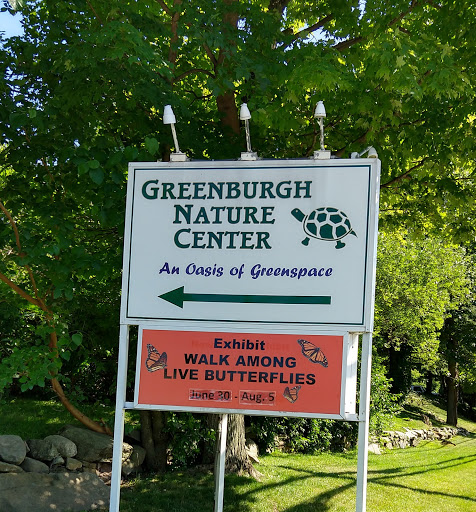 GREENBURGH
NATURE
CENTER
An Oasis of Greenspace
Exhibit
WALK AMONG
LIVE BUTTERFLIES
June 30 - Aug. 5